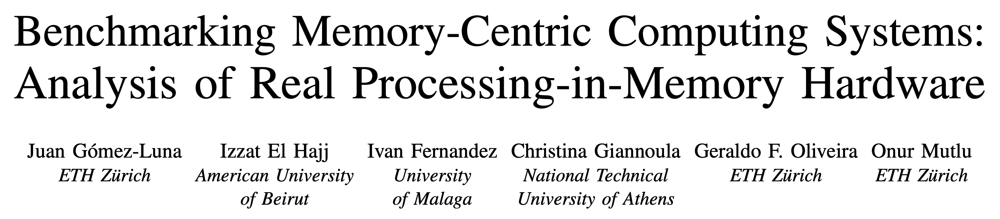 Benchmarking Memory-Centric Computing Systems:
Analysis of Real Processing-in-Memory Hardware
Juan Gómez-Luna Izzat El Hajj Ivan Fernandez Christina Giannoula Geraldo F. Oliveira Onur Mutlu
ETH Zürich American University University National Technical ETH Zürich ETH Zürich
of Beirut of Malaga University of Athens